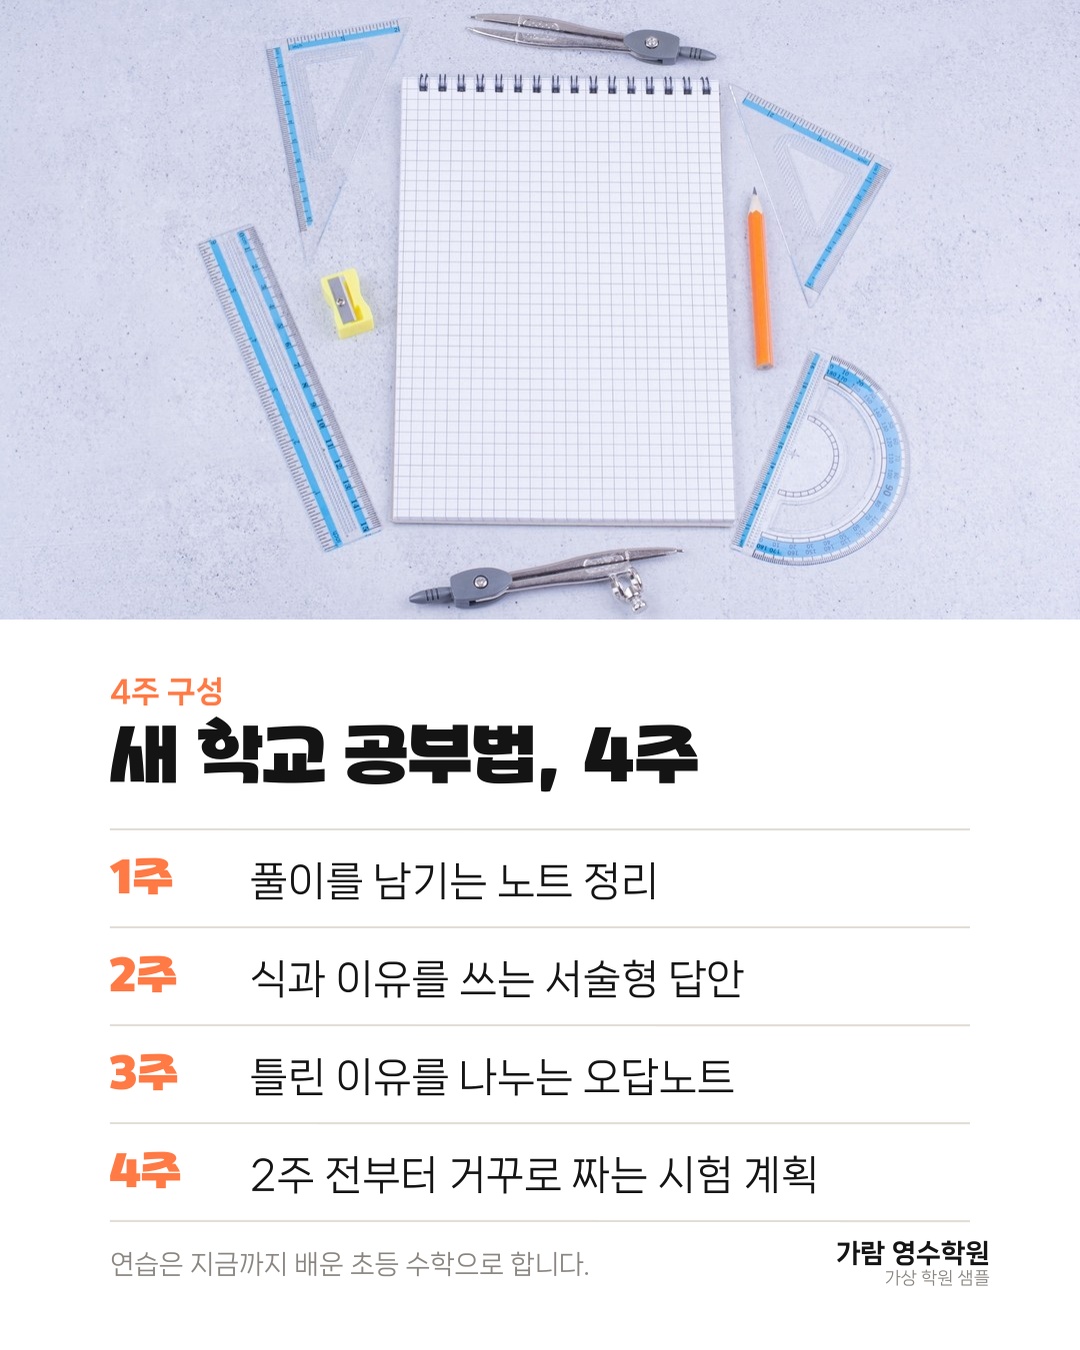 4주 구성
새 학교 공부법, 4주
1주 풀이를 남기는 노트 정리
2주 식과 이유를 쓰는 서술형 답안
3주 틀린 이유를 나누는 오답노트
4주 2주 전부터 거꾸로 짜는 시험 계획
연습은 지금까지 배운 초등 수학으로 합니다.
가람 영수학원
가상 학원 샘플